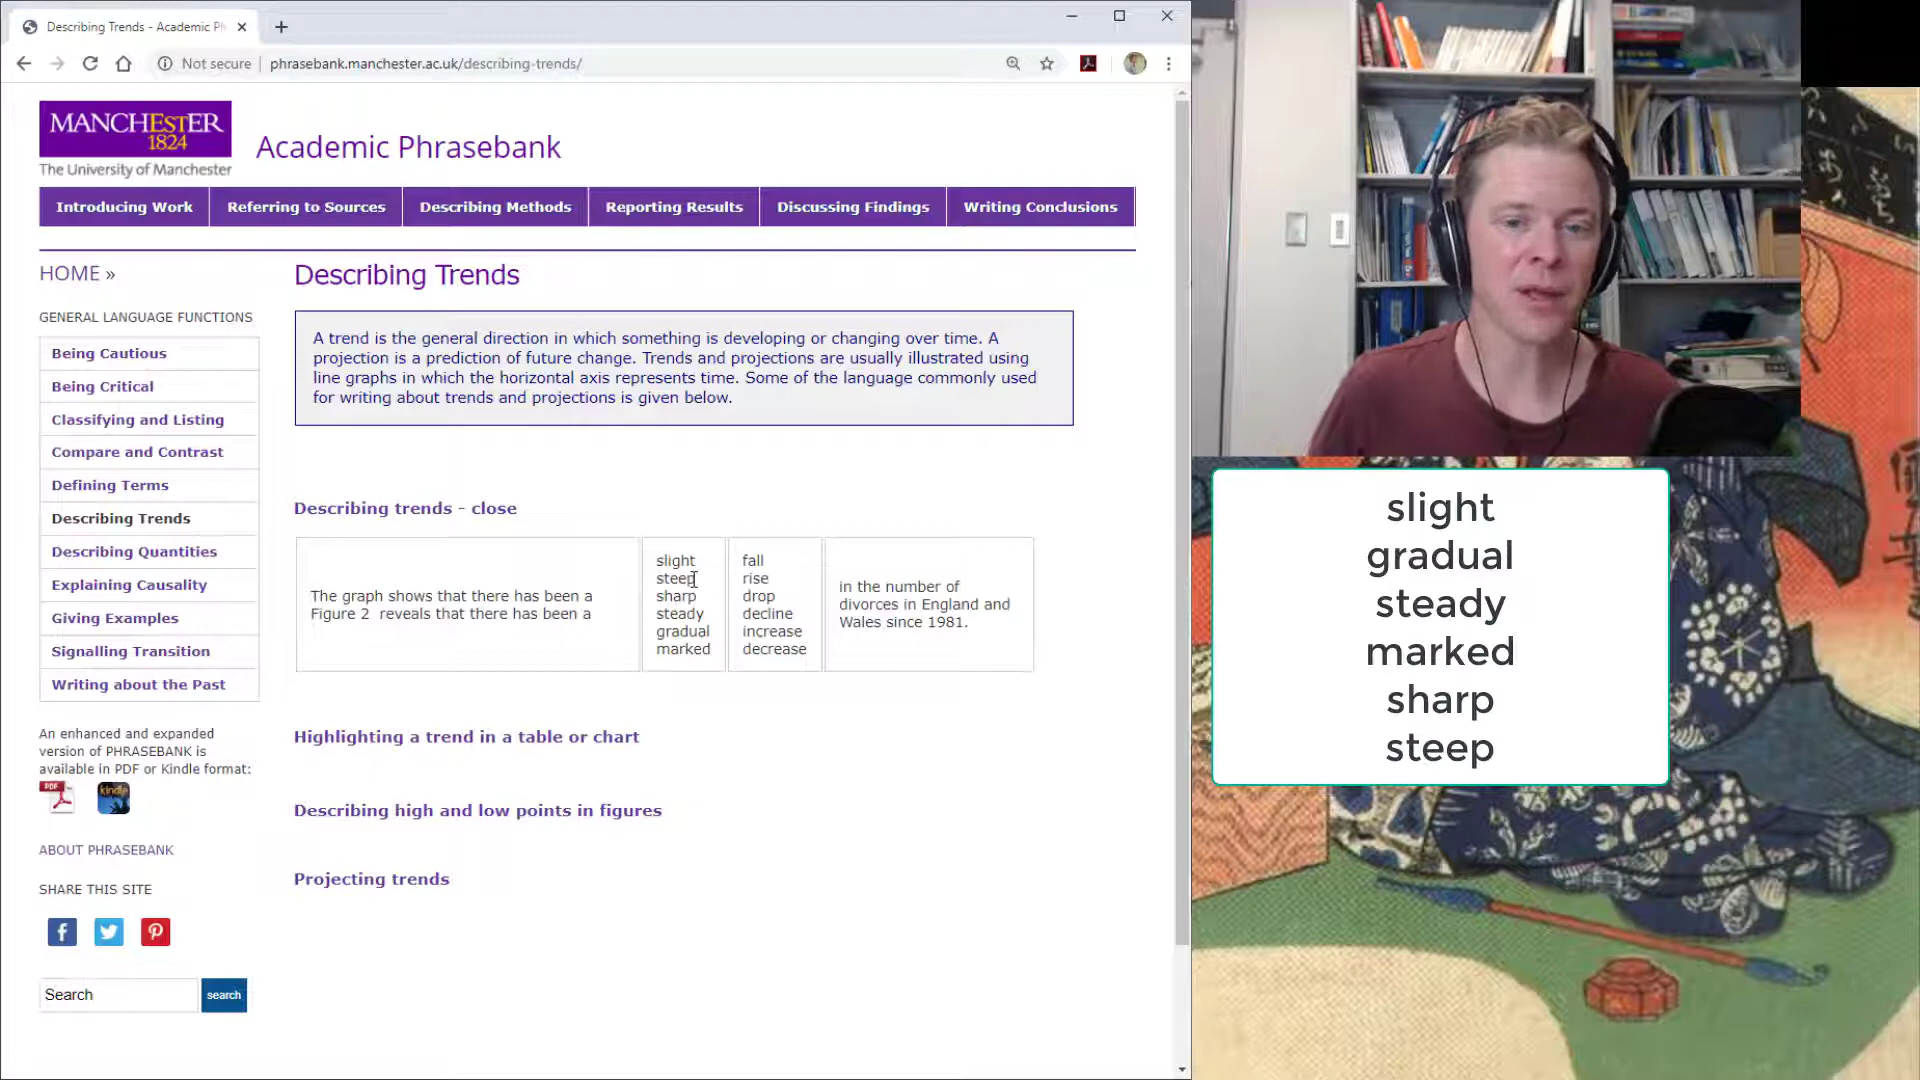 Describing Trends - Academic Ph
Not secure
phrasebank.manchester.ac.uk/describing-trends/
MANCHESTER
1824
The University of Manchester
Academic Phrasebank
Introducing Work
Referring to Sources
Describing Methods
Reporting Results
Discussing Findings
Writing Conclusions
HOME »
GENERAL LANGUAGE FUNCTIONS
Being Cautious
Being Critical
Classifying and Listing
Compare and Contrast
Defining Terms
Describing Trends
Describing Quantities
Explaining Causality
Giving Examples
Signalling Transition
Writing about the Past
An enhanced and expanded
version of PHRASEBANK is
available in PDF or Kindle format:
PDF
kindle
ABOUT PHRASEBANK
SHARE THIS SITE
Search
search
Describing Trends
A trend is the general direction in which something is developing or changing over time. A
projection is a prediction of future change. Trends and projections are usually illustrated using
line graphs in which the horizontal axis represents time. Some of the language commonly used
for writing about trends and projections is given below.
Describing trends - close
The graph shows that there has been a
Figure 2 reveals that there has been a
slight
steep
sharp
steady
gradual
marked
fall
rise
drop
decline
increase
decrease
in the number of
divorces in England and
Wales since 1981.
Highlighting a trend in a table or chart
Describing high and low points in figures
Projecting trends
slight
gradual
steady
marked
sharp
steep